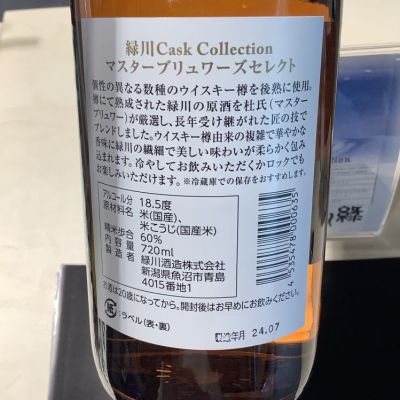 緑川Cask Collection
マスターブリュワーズセレクト
個性の異なる数種のウイスキー樽を後熟に使用。
樽にて熟成された緑川の原酒を杜氏(マスター
ブリュワー)が厳選し、長年受け継がれた匠の技で
ブレンドしました。ウイスキー樽由来の複雑で華やかな
香味に緑川の繊細で美しい味わいが柔らかく包み
込まれます。冷やしてお飲みいただくかロックでも
お楽しみいただけます。※冷蔵庫での保存をおすすめします。
アルコール分 18.5度
原材料名 米(国産)、
米こうじ(国産米)
精米歩合 60%
内容量 720ml
製造者 緑川酒造株式会社
新潟県魚沼市青島
4015番地1
お酒は20歳になってから。開封後はお早めにお飲みください。
紙:ラベル(表・裏)
製造年月 24.07
4 535478 000635